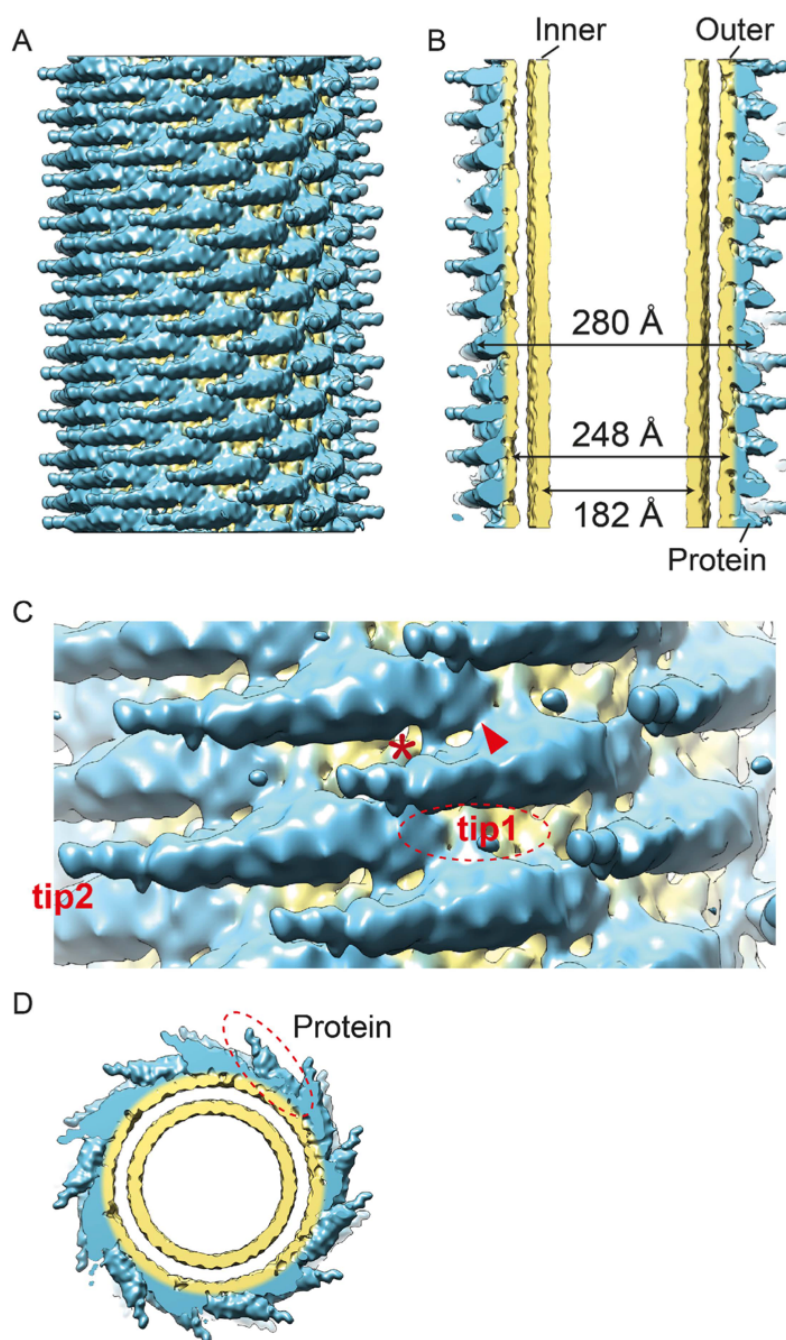 A
B
Inner
Outer
280 Å
248 Å
182 Å
Protein
C
*
tip1
tip2
D
Protein